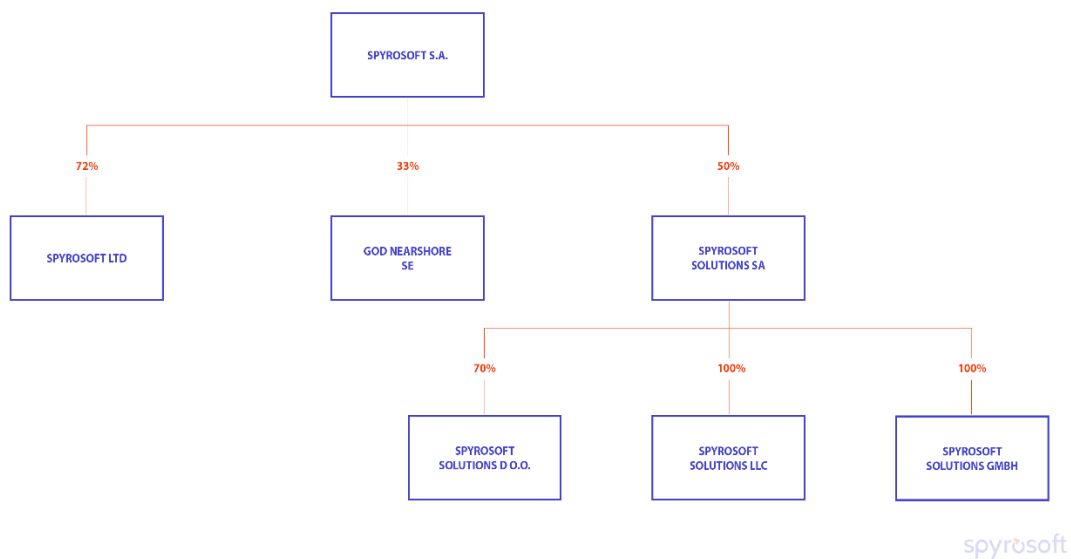 SPYROSOFT S.A.
72%
33%
50%
SPYROSOFT LTD
GOD NEARSHORE
SE
SPYROSOFT
SOLUTIONS SA
70%
100%
100%
SPYROSOFT
SOLUTIONS D O.O.
SPYROSOFT
SOLUTIONS LLC
SPYROSOFT
SOLUTIONS GMBH
spyrosoft